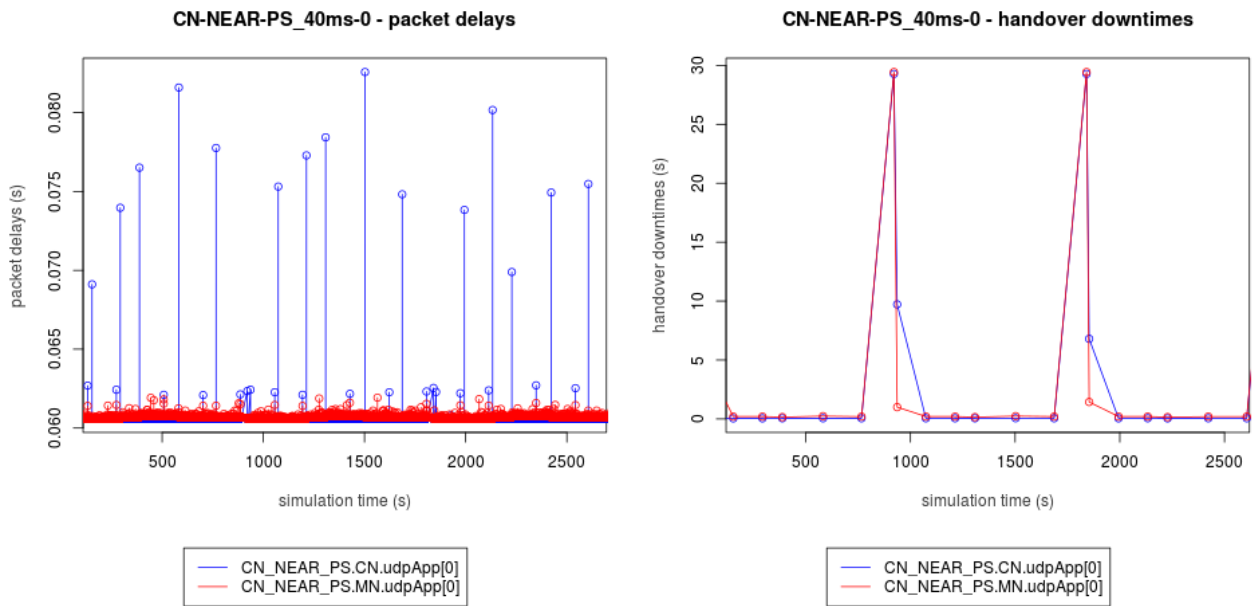 CN-NEAR-PS_40ms-0 - packet delays
packet delays (s)
0.080
0.075
0.070
0.065
0.060
500 1000 1500 2000 2500
simulation time (s)
CN_NEAR_PS.CN.udpApp[0]
CN_NEAR_PS.MN.udpApp[0]
CN-NEAR-PS_40ms-0 - handover downtimes
handover downtimes (s)
30
25
20
15
10
5
0
500 1000 1500 2000 2500
simulation time (s)
CN_NEAR_PS.CN.udpApp[0]
CN_NEAR_PS.MN.udpApp[0]